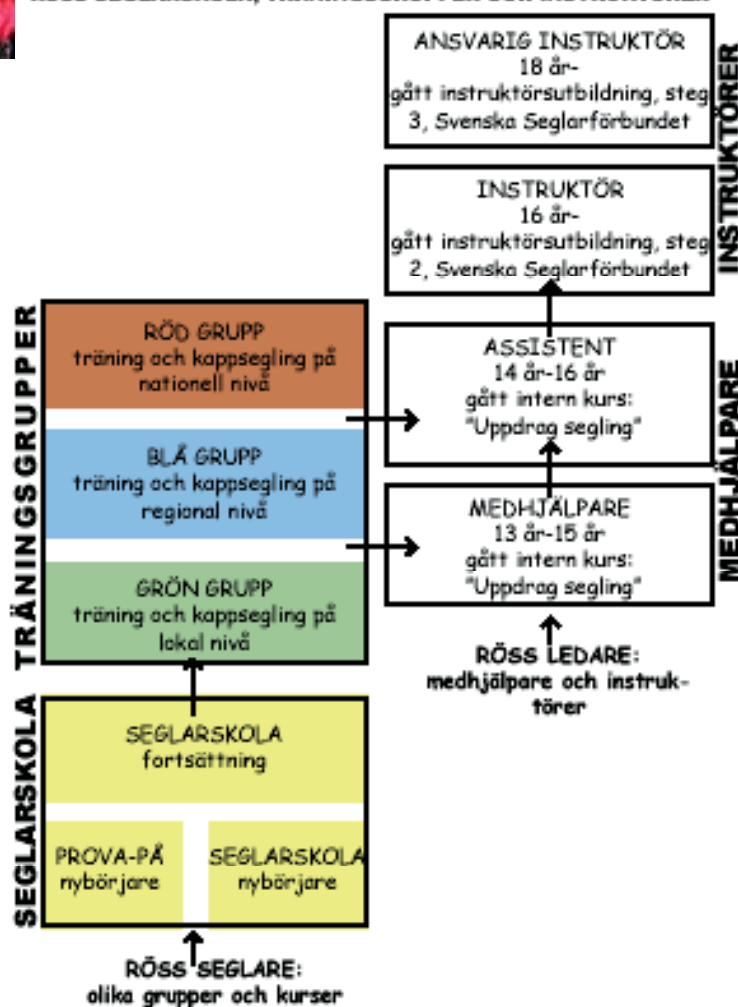 ANSVARIG INSTRUKTÖR
18 år-
gått instruktörsutbildning, steg
3, Svenska Seglarförbundet
INSTRUKTÖR
16 år-
gått instruktörsutbildning, steg
2, Svenska Seglarförbundet
INSTRUKTÖRER
RÖD GRUPP
träning och kappsegling på
nationell nivå
BLÅ GRUPP
träning och kappsegling på
regional nivå
GRÖN GRUPP
träning och kappsegling på
lokal nivå
TRÄNINGSGRUPPER
ASSISTENT
14 år-16 år
gått intern kurs:
"Uppdrag segling"
MEDHJÄLPARE
13 år-15 år
gått intern kurs:
"Uppdrag segling"
MEDHJÄLPARE
RÖSS LEDARE:
medhjälpare och instruk-
törer
SEGLARSKOLA
fortsättning
PROVA-PÅ
nybörjare
SEGLARSKOLA
nybörjare
SEGLARSKOLA
RÖSS SEGLARE:
olika grupper och kurser